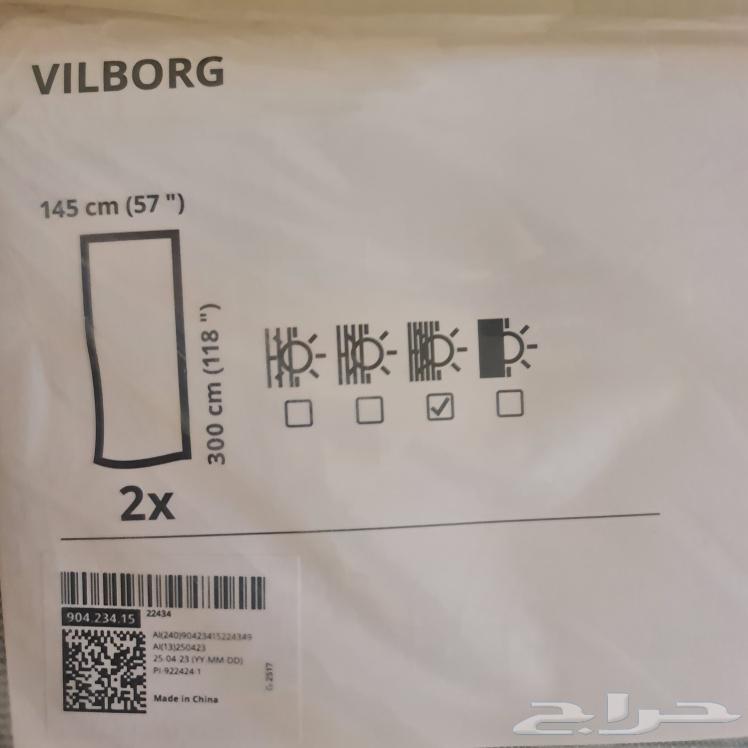 VILBORG
145 cm (57 ")
300 cm (118 ")
2x
904.234.15
22434
AI(240)90423415224349
AI(13)250423
25-04-23 (YY-MM-DD)
PI-922424-1
G-2517
Made in China
حراج